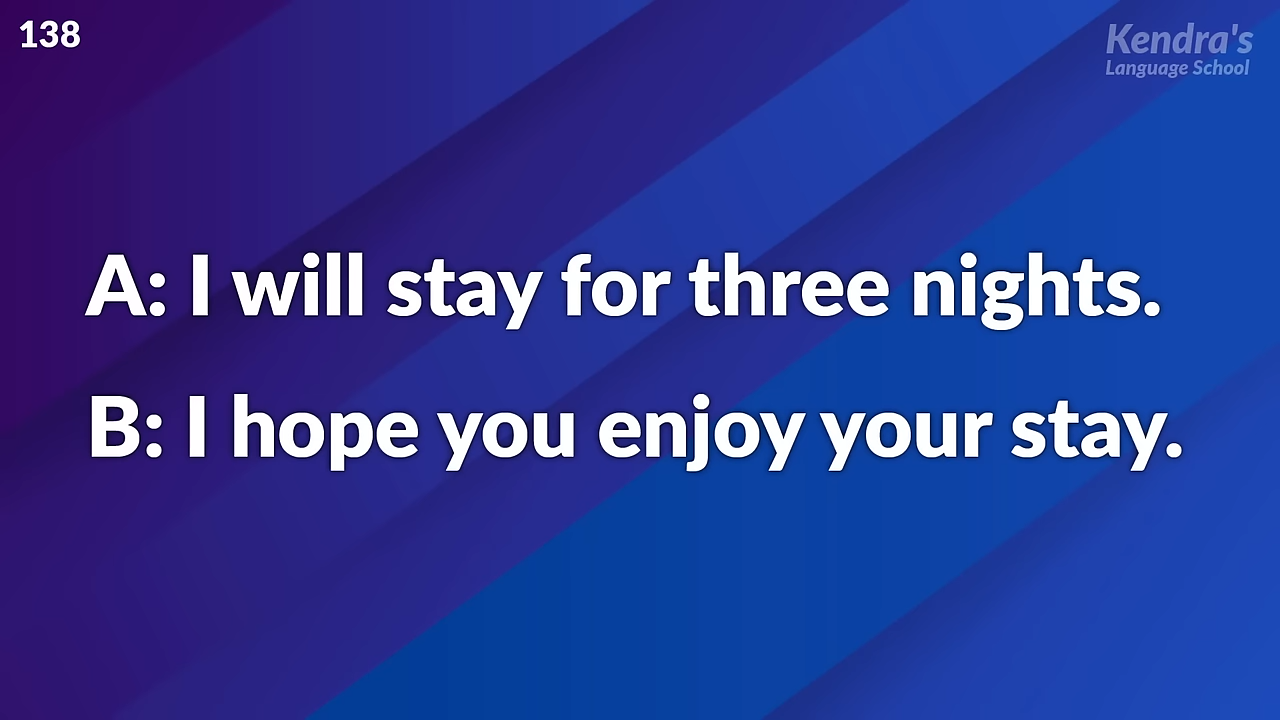 138
Kendra's
Language School
A: I will stay for three nights.
B: I hope you enjoy your stay.